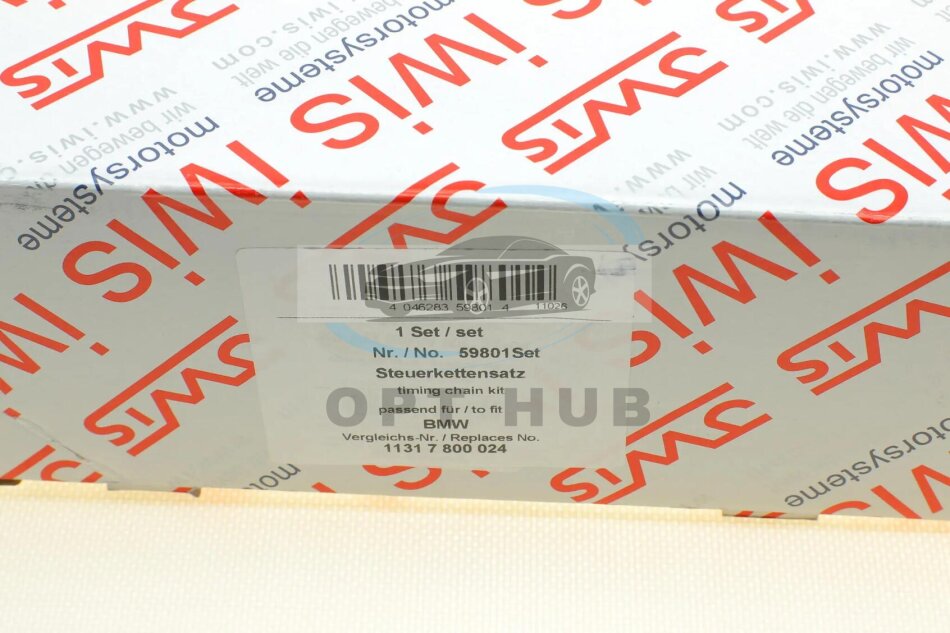 iwis
motorsysteme
wir bewegen die welt
www.iwis.com
4 046283 59801 4
11026
1 Set / set
Nr. / No. 59801Set
Steuerkettensatz
timing chain kit
passend für / to fit
BMW
Vergleichs-Nr. / Replaces No.
1131 7 800 024
OPT HUB